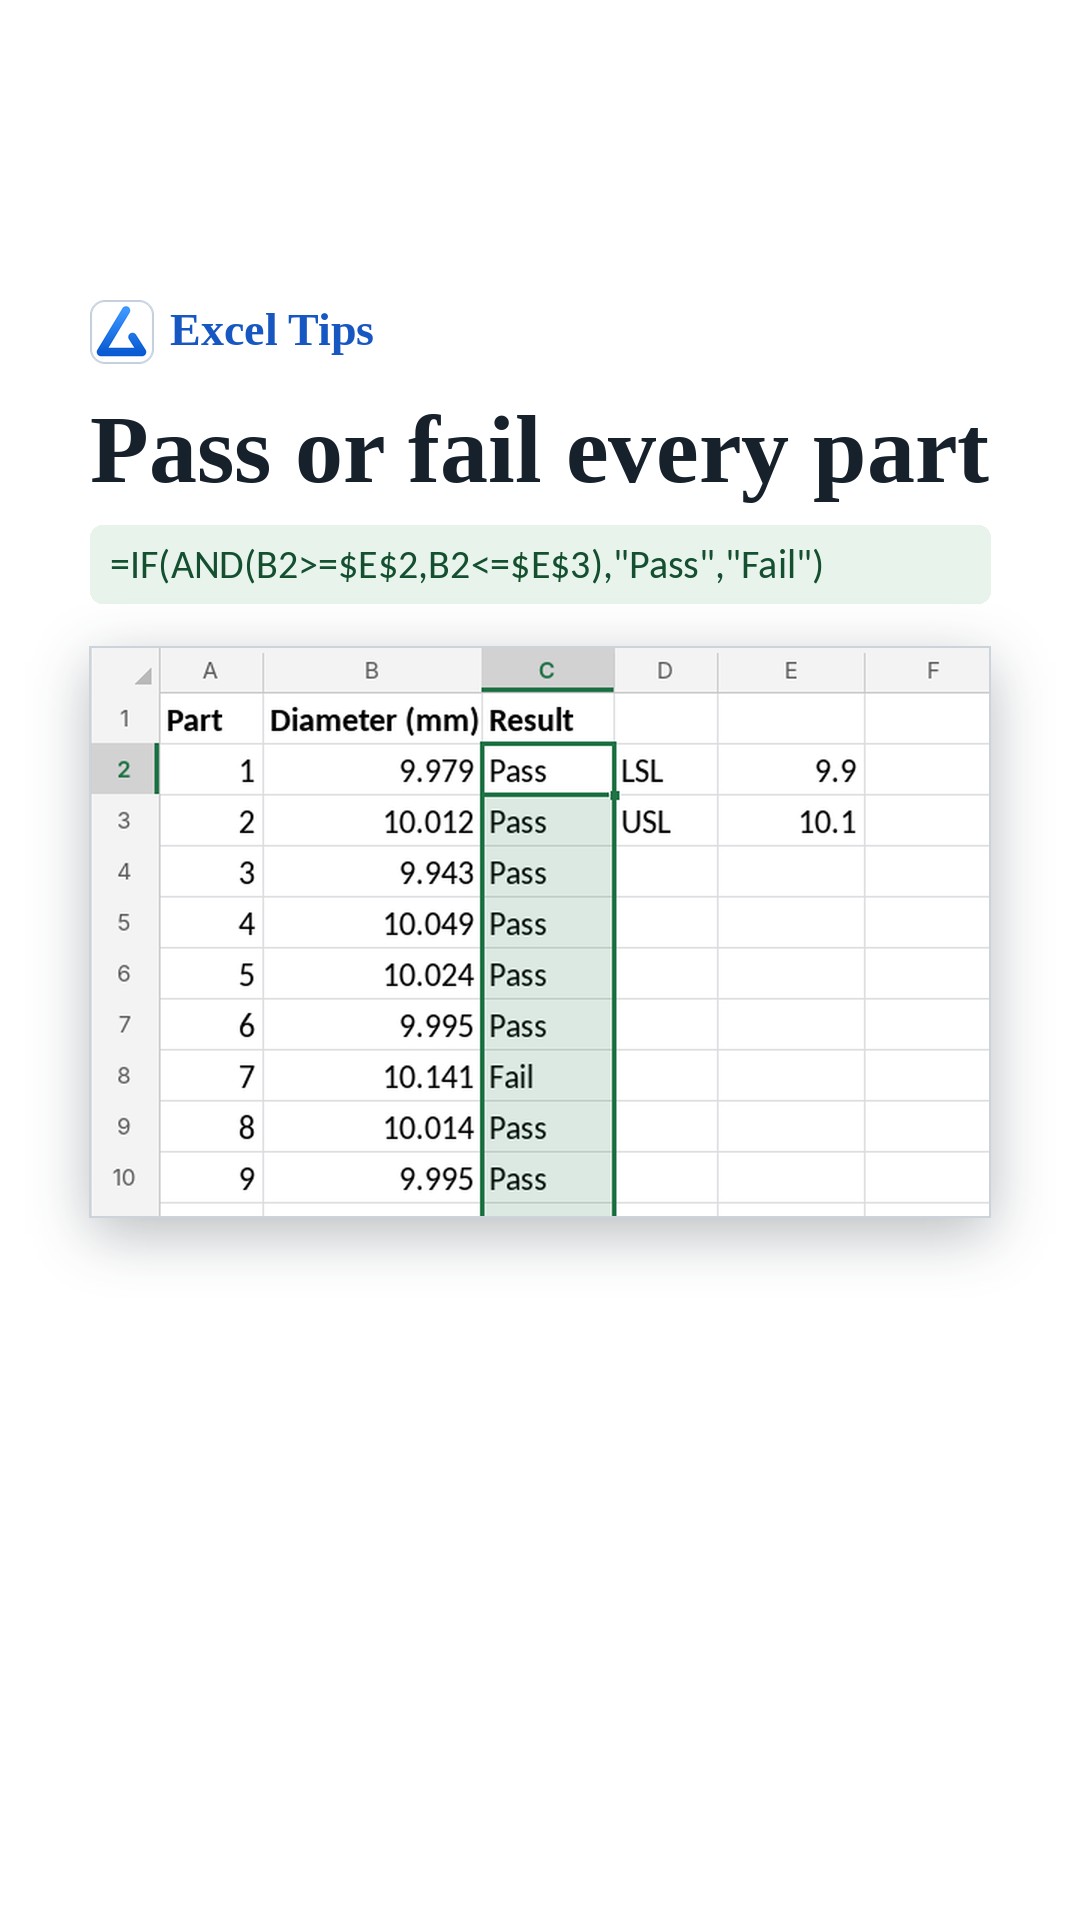 Excel Tips
Pass or fail every part
=IF(AND(B2>=$E$2,B2<=$E$3),"Pass","Fail")
A B C D E F
1 Part Diameter (mm) Result
2 1 9.979 Pass LSL 9.9
3 2 10.012 Pass USL 10.1
4 3 9.943 Pass
5 4 10.049 Pass
6 5 10.024 Pass
7 6 9.995 Pass
8 7 10.141 Fail
9 8 10.014 Pass
10 9 9.995 Pass